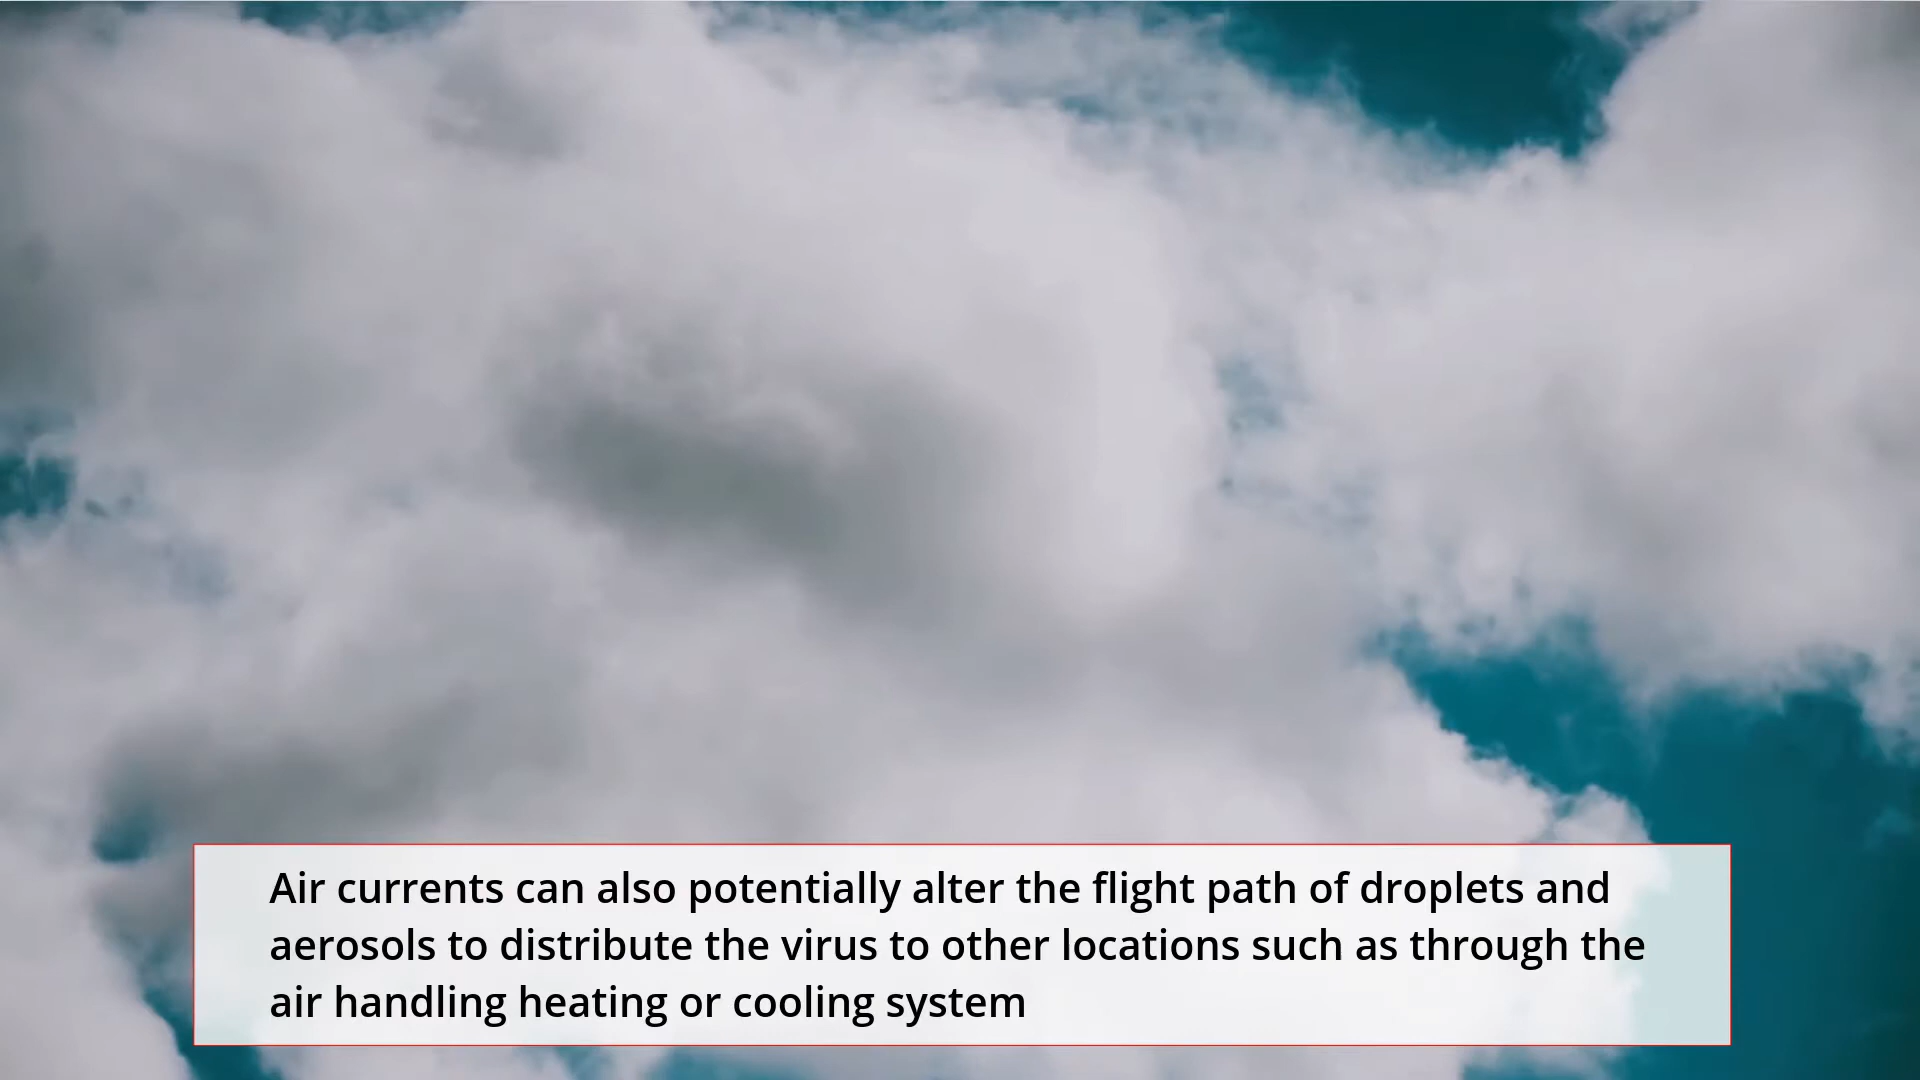 Air currents can also potentially alter the flight path of droplets and
aerosols to distribute the virus to other locations such as through the
air handling heating or cooling system